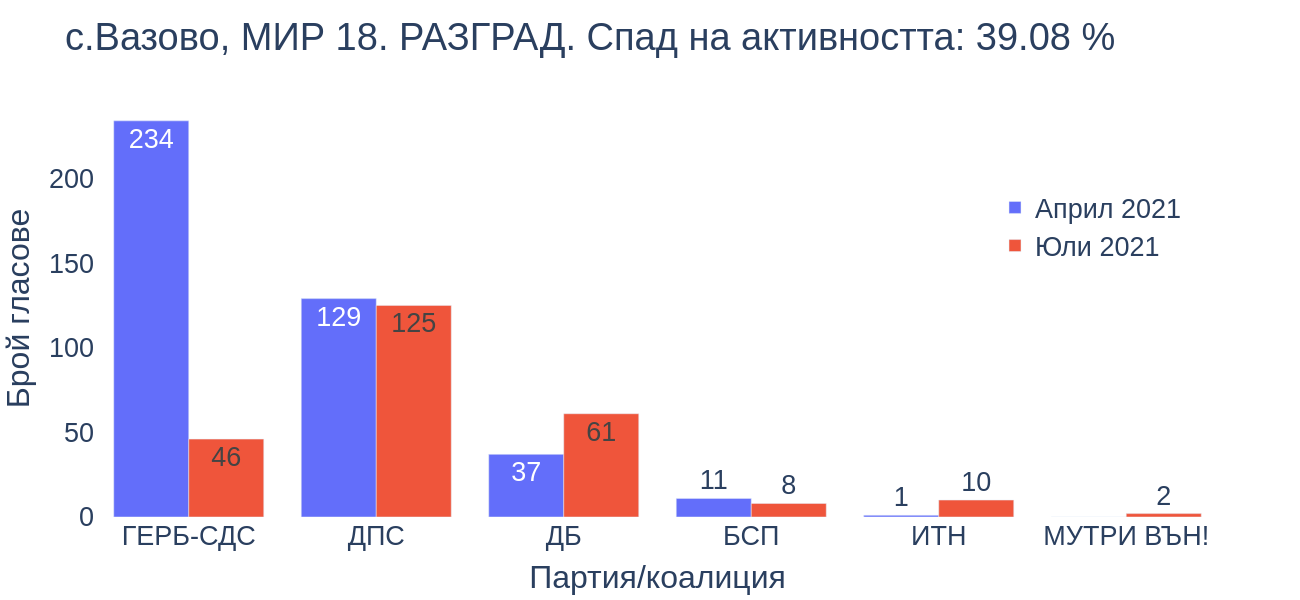 с.Вазово, МИР 18. РАЗГРАД. Спад на активността: 39.08 %
Брой гласове
200
150
100
50
0
234
46
129
125
37
61
11
8
1
10
2
Април 2021
Юли 2021
ГЕРБ-СДС
ДПС
ДБ
БСП
ИТН
МУТРИ ВЪН!
Партия/коалиция